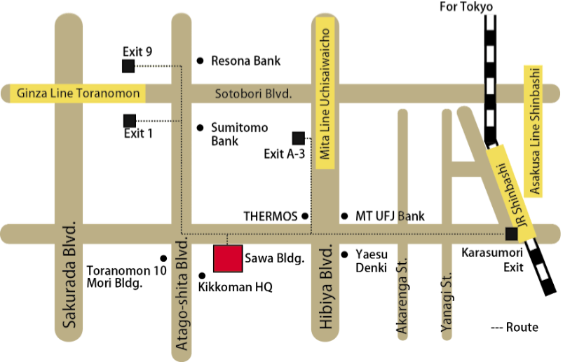 For Tokyo
Exit 9
Resona Bank
Ginza Line Toranomon
Sotobori Blvd.
Mita Line Uchisaiwaicho
Asakusa Line Shinbashi
Exit 1
Sumitomo
Bank
Exit A-3
JR Shinbashi
THERMOS
MT UFJ Bank
Sakurada Blvd.
Atago-shita Blvd.
Hibiya Blvd.
Akarenga St.
Yanagi St.
Karasumori
Exit
Sawa Bldg.
Yaesu
Denki
Toranomon 10
Mori Bldg.
Kikkoman HQ
--- Route